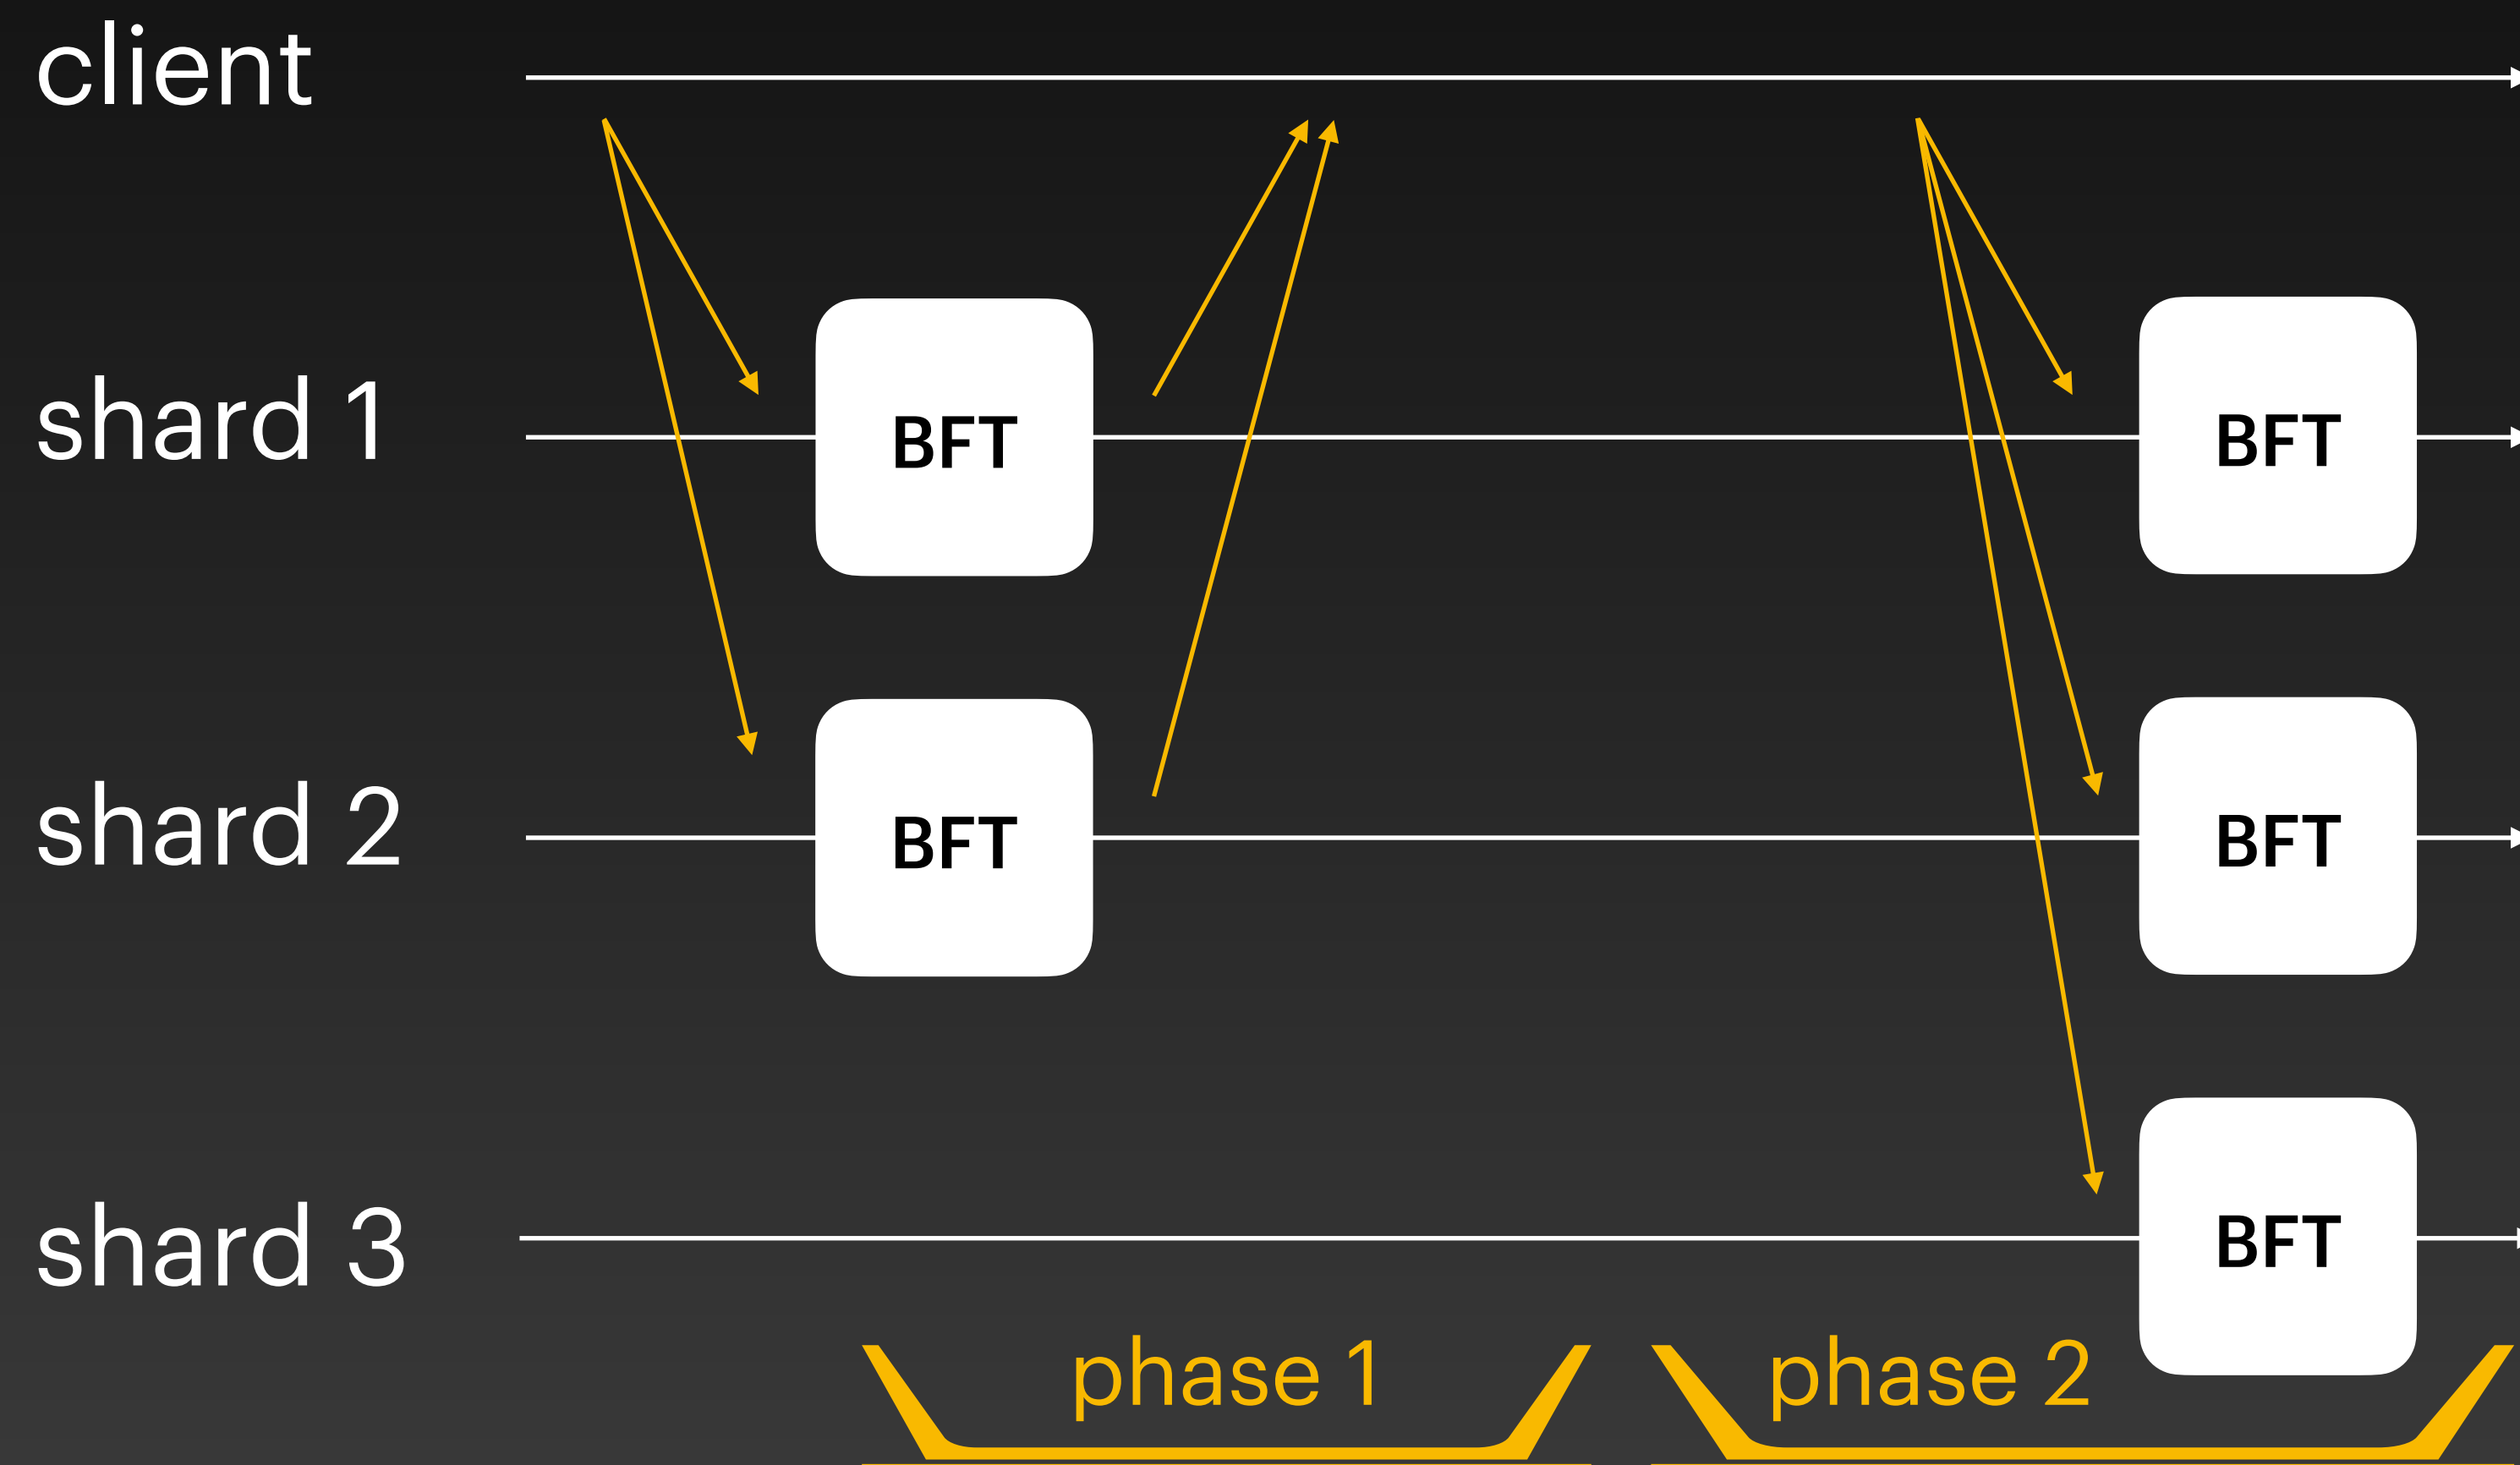 client
shard 1
BFT
BFT
shard 2
BFT
BFT
shard 3
BFT
phase 1
phase 2